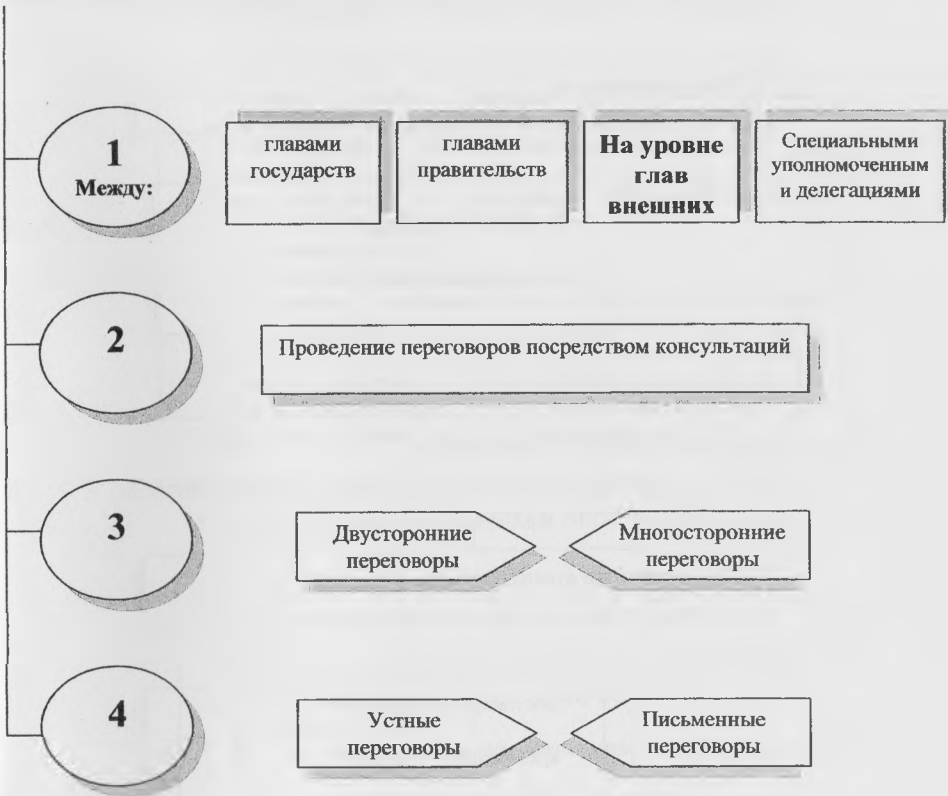 1
Между:
главами
государств
главами
правительств
На уровне
глав
внешних
Специальными
уполномоченным
и делегациями
2
Проведение переговоров посредством консультаций
3
Двусторонние
переговоры
Многосторонние
переговоры
4
Устные
переговоры
Письменные
переговоры